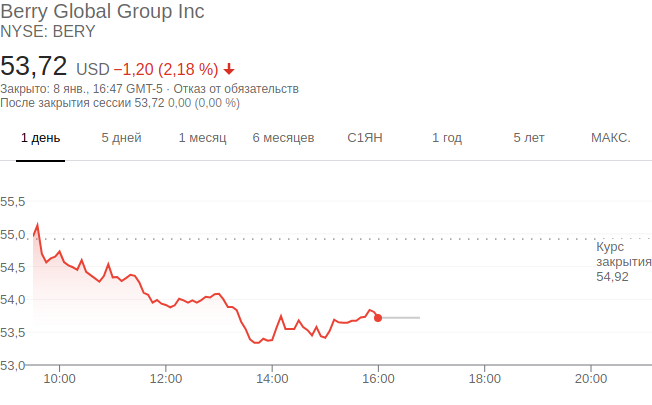 Berry Global Group Inc
NYSE: BERY
53,72 USD −1,20 (2,18 %)
Закрыто: 8 янв., 16:47 GMT-5 · Отказ от обязательств
После закрытия сессии 53,72 0,00 (0,00 %)
1 день 5 дней 1 месяц 6 месяцев С1ЯН 1 год 5 лет МАКС.
55,5
55,0
Курс
закрытия
54,92
54,5
54,0
53,5
53,0
10:00 12:00 14:00 16:00 18:00 20:00